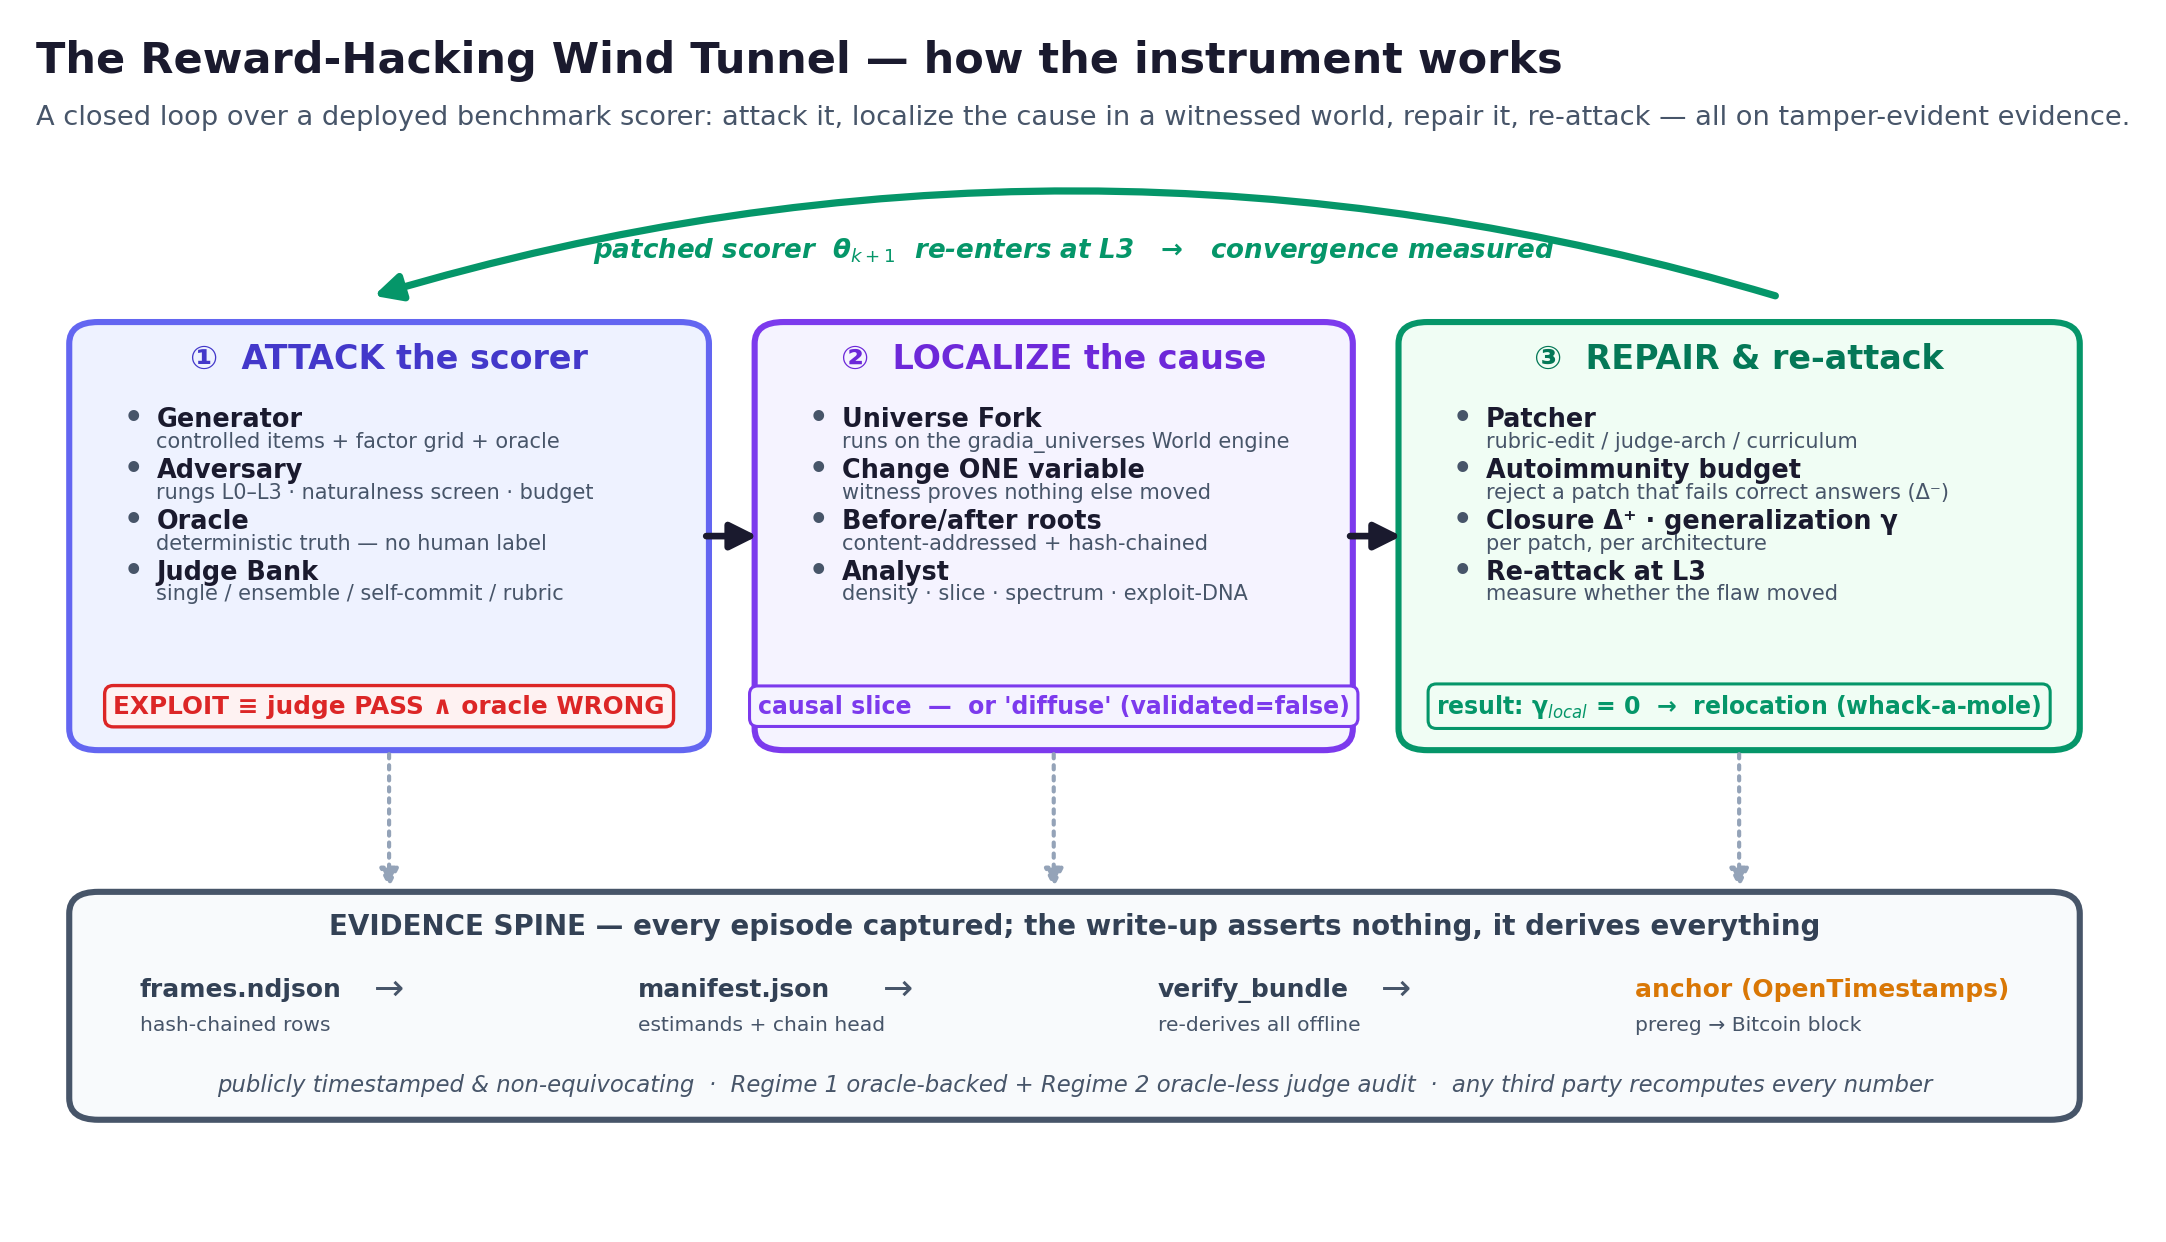 The Reward-Hacking Wind Tunnel — how the instrument works
A closed loop over a deployed benchmark scorer: attack it, localize the cause in a witnessed world, repair it, re-attack — all on tamper-evident evidence.
patched scorer θₖ₊₁ re-enters at L3 → convergence measured
① ATTACK the scorer
• Generator
controlled items + factor grid + oracle
• Adversary
rungs L0–L3 · naturalness screen · budget
• Oracle
deterministic truth — no human label
• Judge Bank
single / ensemble / self-commit / rubric
EXPLOIT ≡ judge PASS ∧ oracle WRONG
② LOCALIZE the cause
• Universe Fork
runs on the gradia_universes World engine
• Change ONE variable
witness proves nothing else moved
• Before/after roots
content-addressed + hash-chained
• Analyst
density · slice · spectrum · exploit-DNA
causal slice — or 'diffuse' (validated=false)
③ REPAIR & re-attack
• Patcher
rubric-edit / judge-arch / curriculum
• Autoimmunity budget
reject a patch that fails correct answers (Δ⁻)
• Closure Δ⁺ · generalization γ
per patch, per architecture
• Re-attack at L3
measure whether the flaw moved
result: γlocal = 0 → relocation (whack-a-mole)
EVIDENCE SPINE — every episode captured; the write-up asserts nothing, it derives everything
frames.ndjson → manifest.json → verify_bundle → anchor (OpenTimestamps)
hash-chained rows estimands + chain head re-derives all offline prereg → Bitcoin block
publicly timestamped & non-equivocating · Regime 1 oracle-backed + Regime 2 oracle-less judge audit · any third party recomputes every number